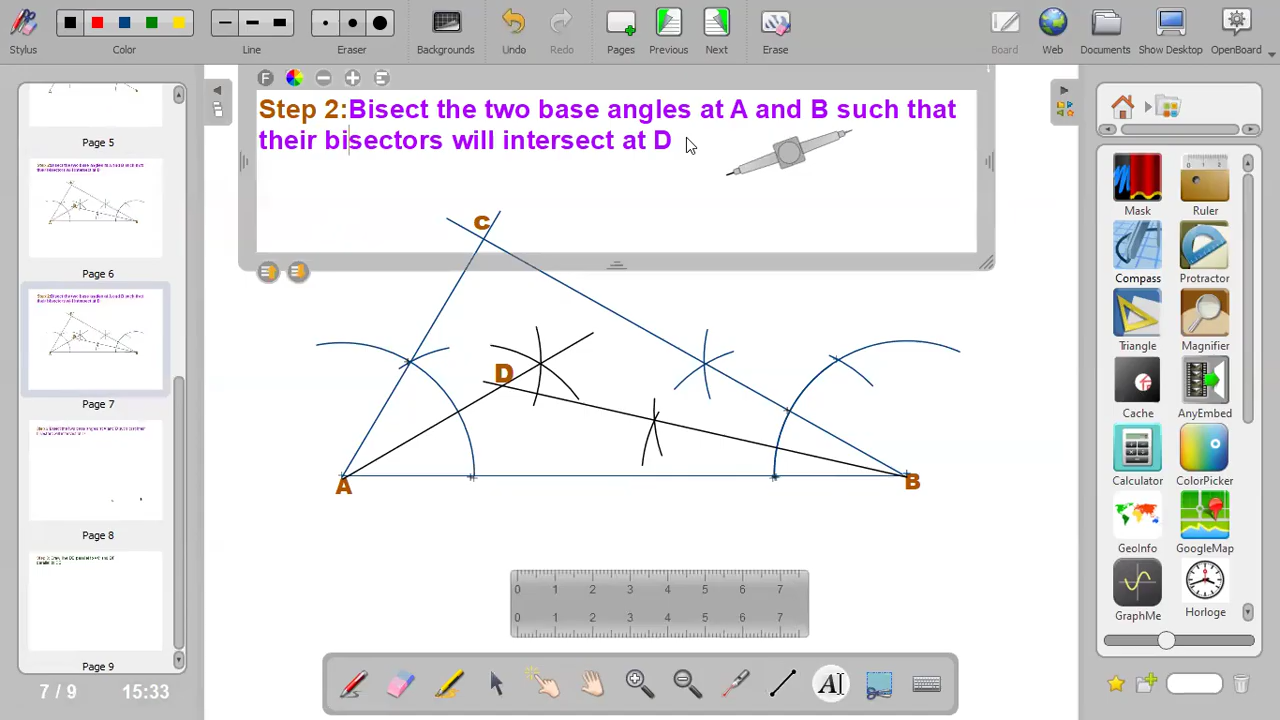 Stylus
Color
Line
Eraser
Backgrounds
Undo
Redo
Pages
Previous
Next
Erase
Board
Web
Documents
Show Desktop
OpenBoard
F
Step 2:Bisect the two base angles at A and B such that
their bisectors will intersect at D
C
D
A
B
0 1 2 3 4 5 6 7
0 1 2 3 4 5 6 7
Page 5
Page 6
Page 7
Page 8
Page 9
7 / 9
15:33
0 1 2
Mask
Ruler
Compass
Protractor
Triangle
Magnifier
Cache
AnyEmbed
Calculator
ColorPicker
GeoInfo
GoogleMap
GraphMe
Horloge
AI